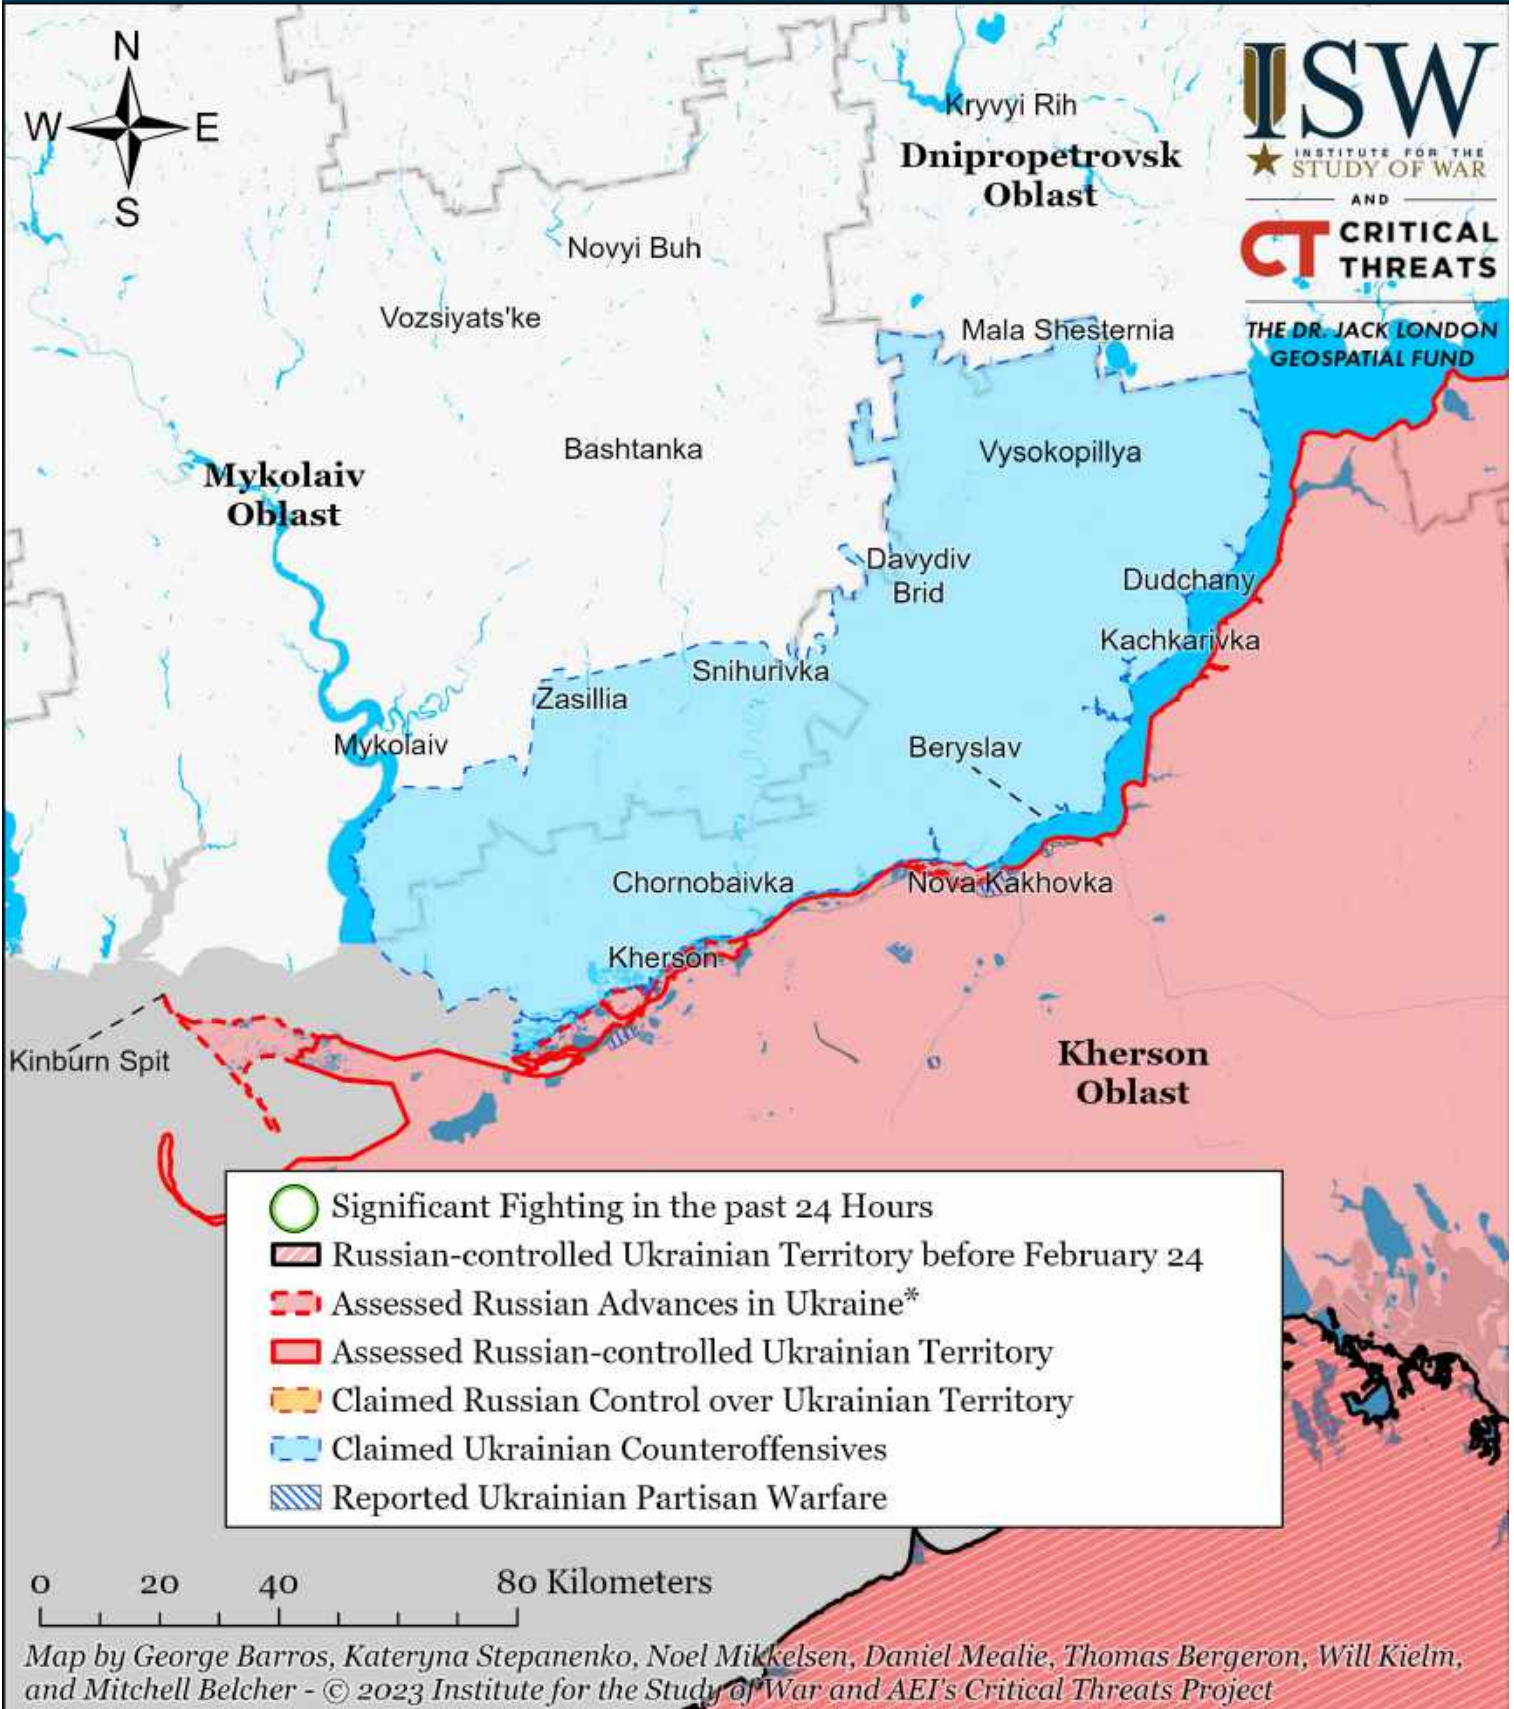 N
W E
S
ISW
INSTITUTE FOR THE
STUDY OF WAR
AND
CT CRITICAL
THREATS
THE DR. JACK LONDON
GEOSPATIAL FUND
Kryvyi Rih
Dnipropetrovsk
Oblast
Novyi Buh
Vozsiyats'ke
Mala Shesternia
Bashtanka
Vysokopillya
Mykolaiv
Oblast
Davydiv
Brid
Dudchany
Kachkarivka
Snihurivka
Zasillia
Mykolaiv
Beryslav
Chornobaivka
Nova Kakhovka
Kherson
Kinburn Spit
Kherson
Oblast
Significant Fighting in the past 24 Hours
Russian-controlled Ukrainian Territory before February 24
Assessed Russian Advances in Ukraine*
Assessed Russian-controlled Ukrainian Territory
Claimed Russian Control over Ukrainian Territory
Claimed Ukrainian Counteroffensives
Reported Ukrainian Partisan Warfare
0 20 40 80 Kilometers
Map by George Barros, Kateryna Stepanenko, Noel Mikkelsen, Daniel Mealie, Thomas Bergeron, Will Kielm,
and Mitchell Belcher - © 2023 Institute for the Study of War and AEI's Critical Threats Project